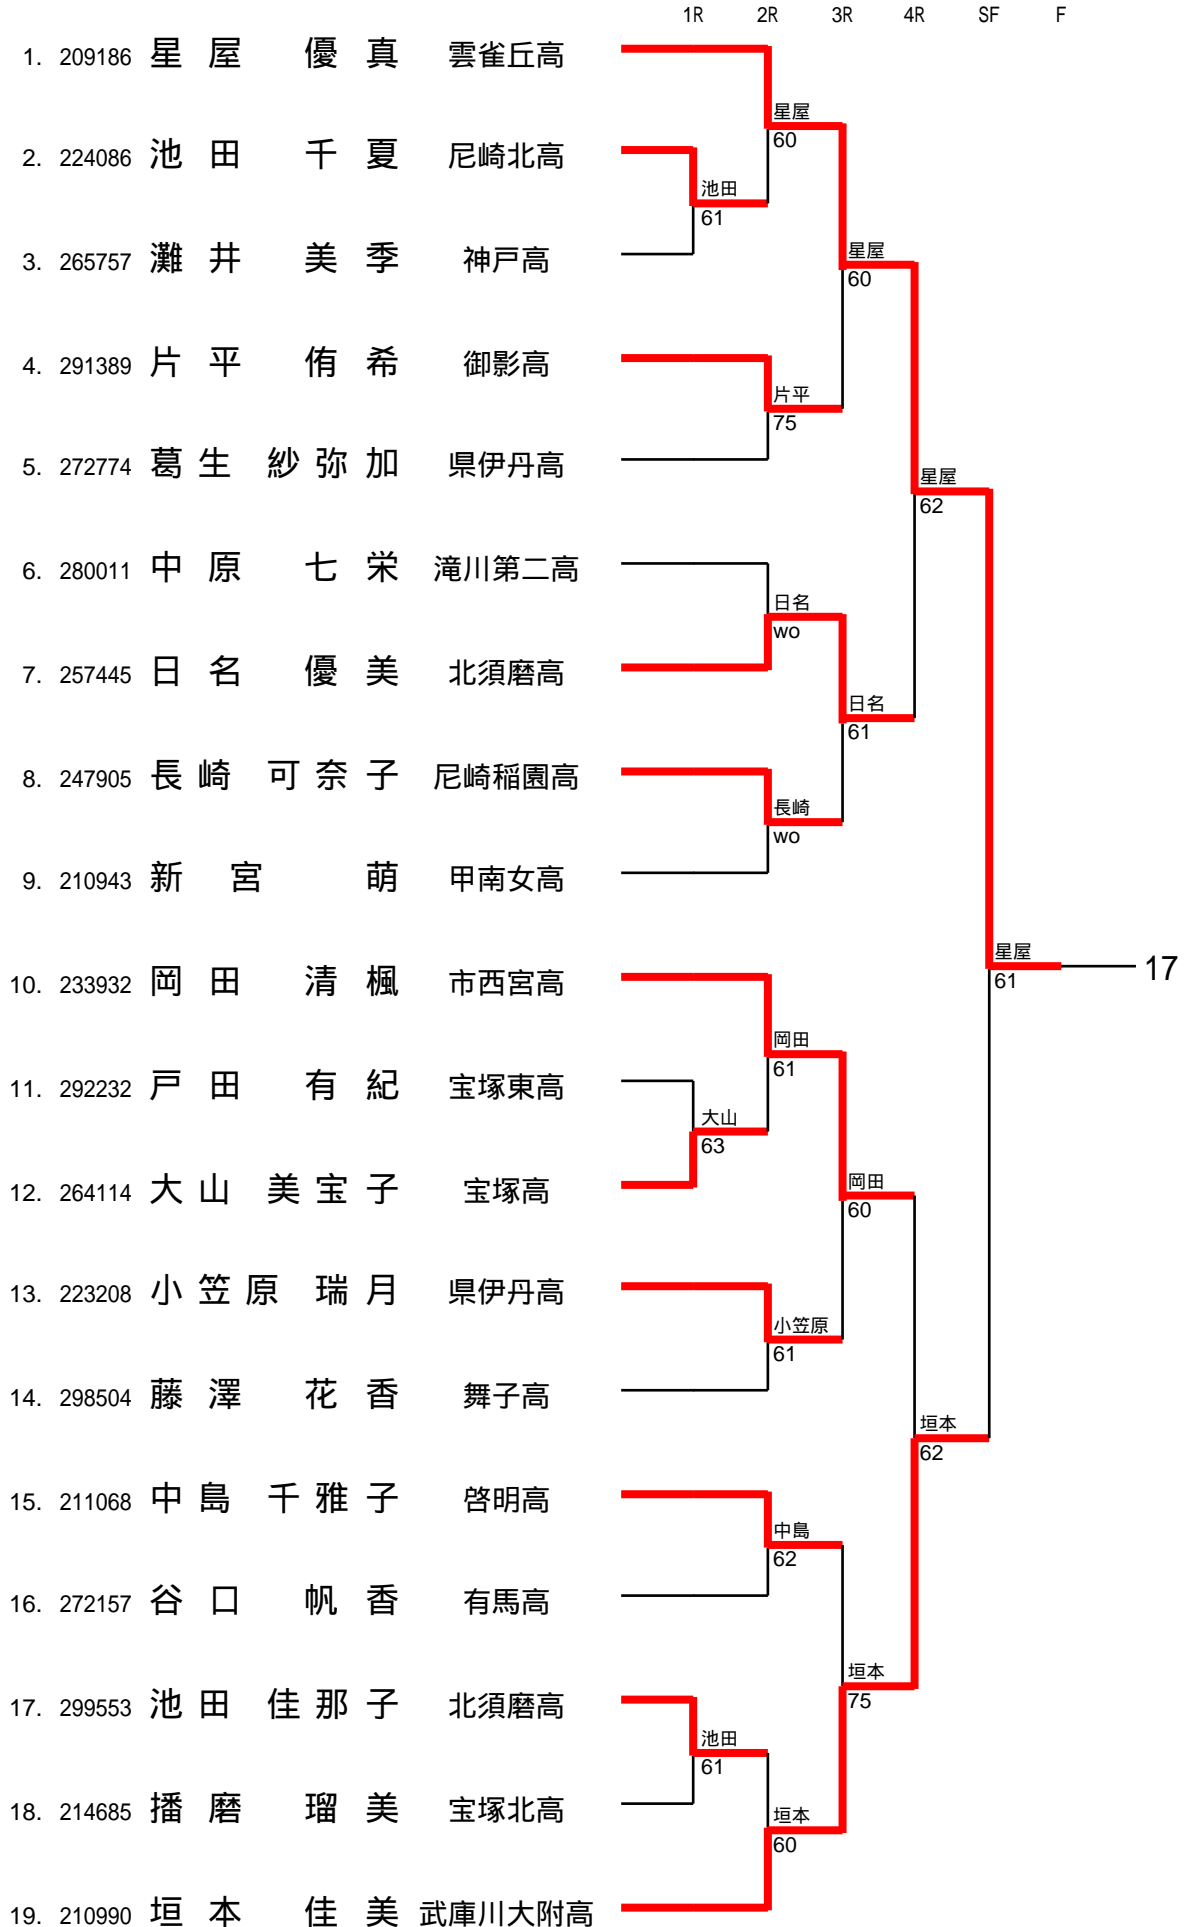 1R 2R 3R 4R SF F
1. 209186 星屋 優真 雲雀丘高
星屋
60
2. 224086 池田 千夏 尼崎北高
池田
61
3. 265757 灘井 美季 神戸高
星屋
60
4. 291389 片平 侑希 御影高
片平
75
5. 272774 葛生 紗弥加 県伊丹高
星屋
62
6. 280011 中原 七栄 滝川第二高
日名
wo
7. 257445 日名 優美 北須磨高
日名
61
8. 247905 長崎 可奈子 尼崎稲園高
長崎
wo
9. 210943 新宮 萌 甲南女高
星屋
61
17
10. 233932 岡田 清楓 市西宮高
岡田
61
11. 292232 戸田 有紀 宝塚東高
大山
63
12. 264114 大山 美宝子 宝塚高
岡田
60
13. 223208 小笠原 瑞月 県伊丹高
小笠原
61
14. 298504 藤澤 花香 舞子高
垣本
62
15. 211068 中島 千雅子 啓明高
中島
62
16. 272157 谷口 帆香 有馬高
垣本
75
17. 299553 池田 佳那子 北須磨高
池田
61
18. 214685 播磨 瑠美 宝塚北高
垣本
60
19. 210990 垣本 佳美 武庫川大附高